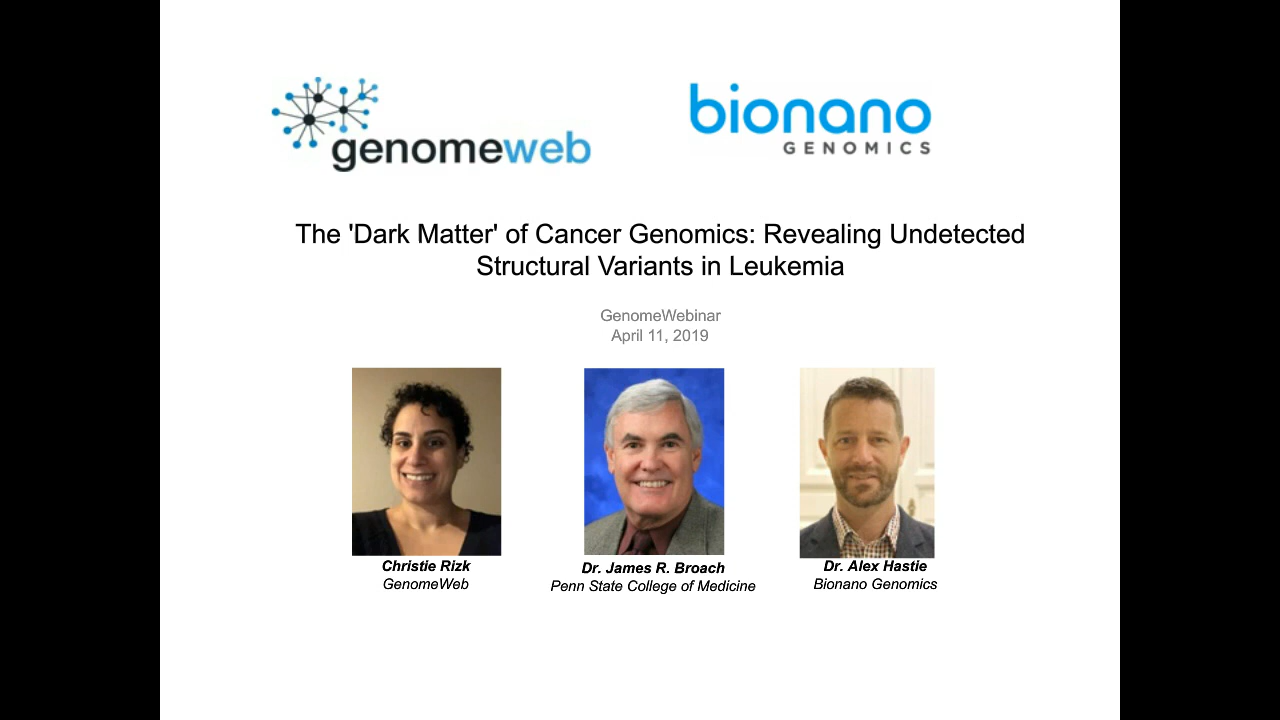 genomeweb
bionano
GENOMICS
The 'Dark Matter' of Cancer Genomics: Revealing Undetected
Structural Variants in Leukemia
GenomeWebinar
April 11, 2019
Christie Rizk
GenomeWeb
Dr. James R. Broach
Penn State College of Medicine
Dr. Alex Hastie
Bionano Genomics